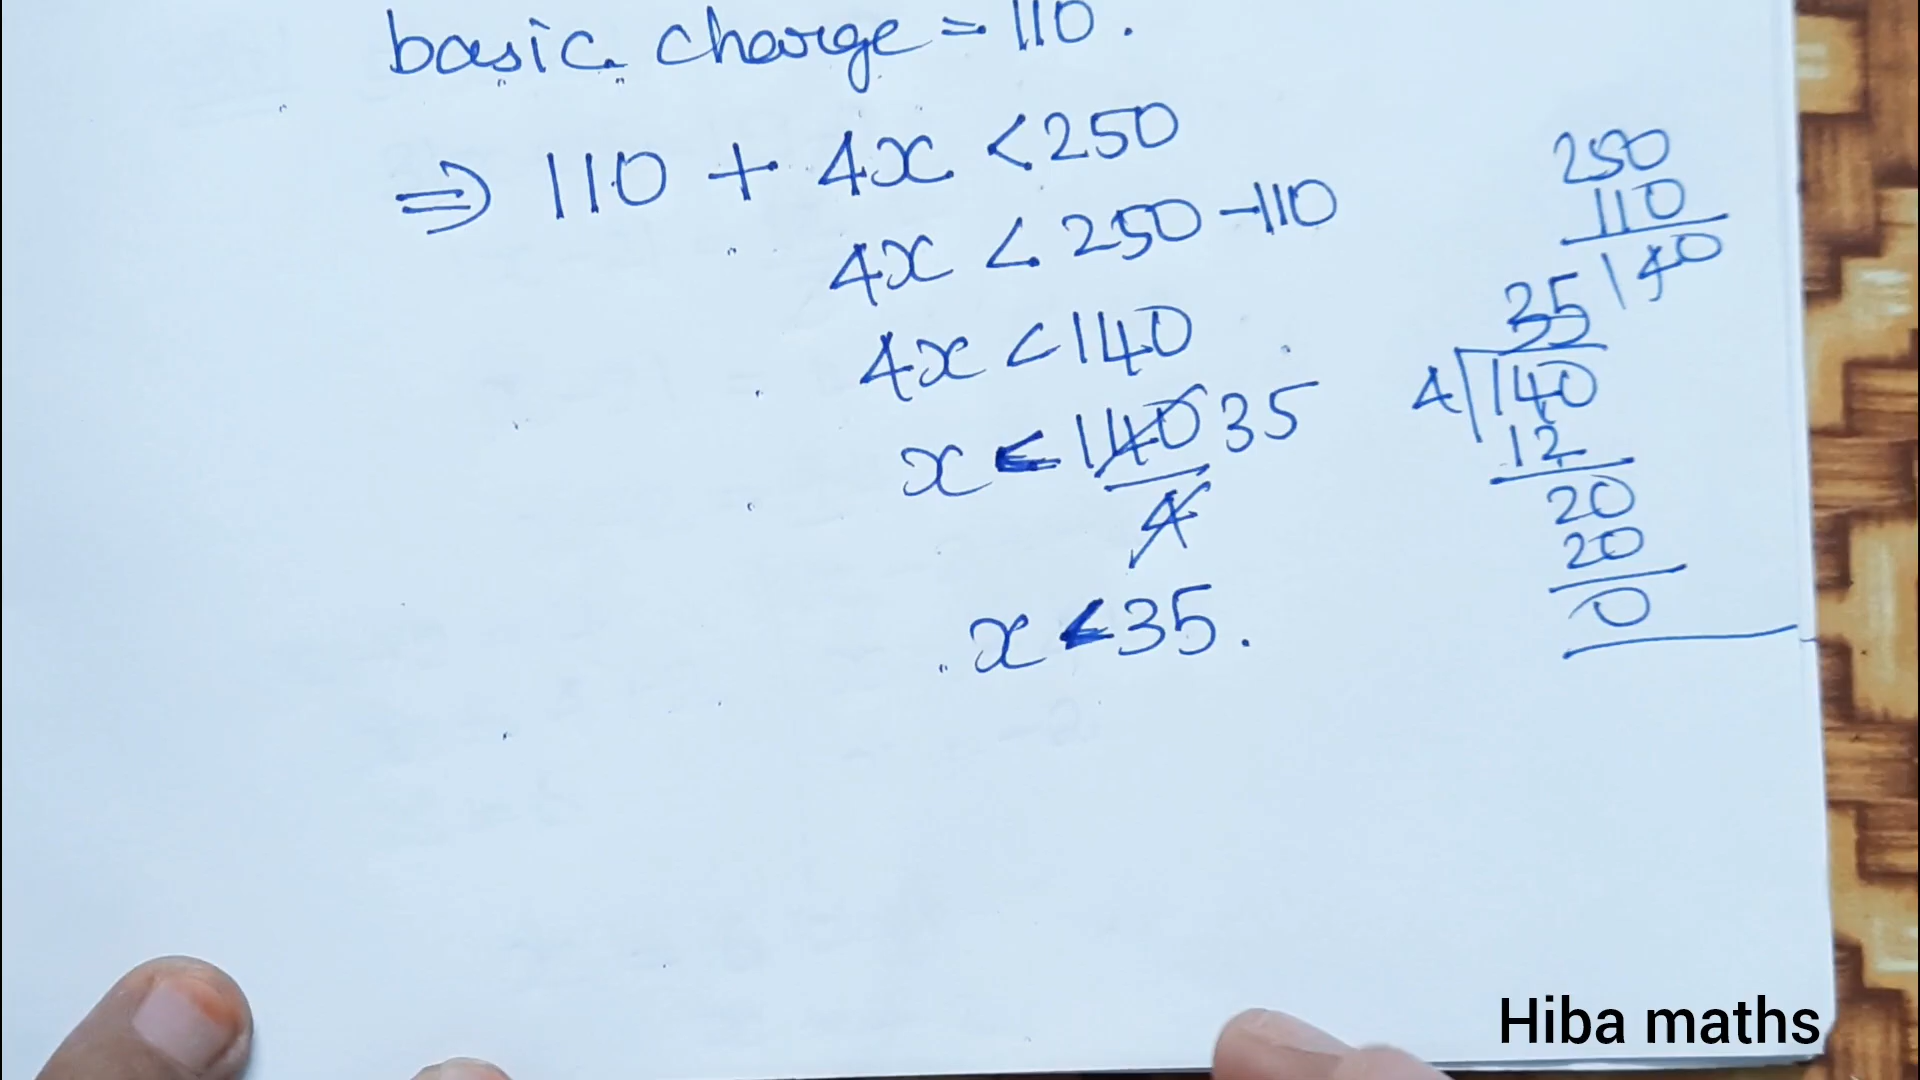 basic charge = 110.
⇒ 110 + 4x < 250
4x < 250 - 110
4x < 140
x < 140/4 35
x < 35.
250
110
140
35
4 140
12
20
20
0
Hiba maths